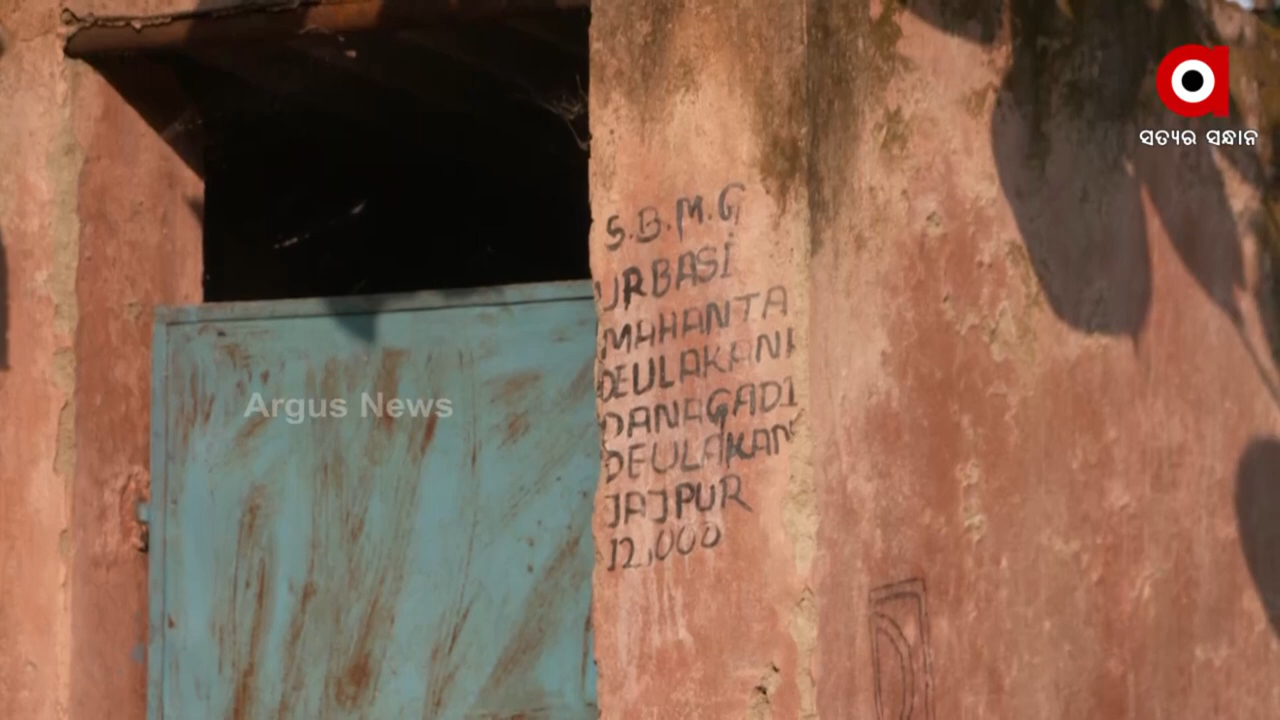 ସତ୍ୟର ସନ୍ଧାନ
S.B.M.G
URBASI
MAHANTA
DEULAKANI
DANAGADI
DEULAKANI
JAJPUR
12,000
Argus News